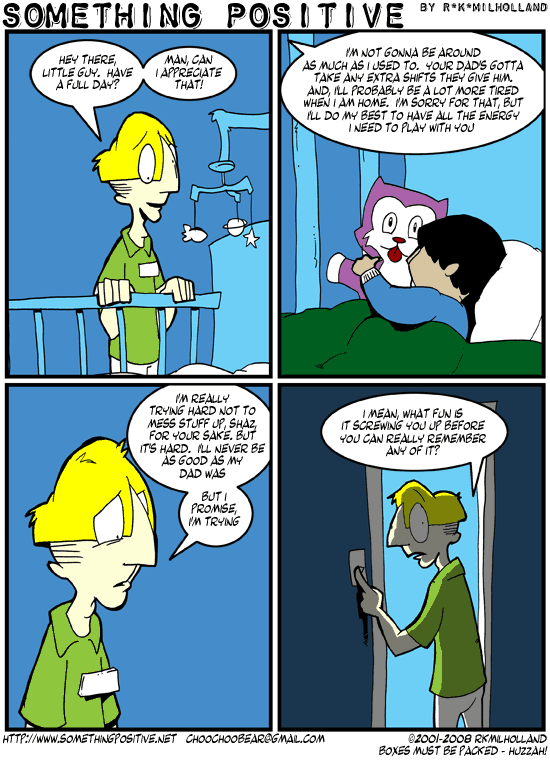 SOMETHING POSITIVE BY R*K*MILHOLLAND
HEY THERE,
LITTLE GUY. HAVE
A FULL DAY?
MAN, CAN
I APPRECIATE
THAT!
I'M NOT GONNA BE AROUND
AS MUCH AS I USED TO. YOUR DAD'S GOTTA
TAKE ANY EXTRA SHIFTS THEY GIVE HIM.
AND, I'LL PROBABLY BE A LOT MORE TIRED
WHEN I AM HOME. I'M SORRY FOR THAT, BUT
I'LL DO MY BEST TO HAVE ALL THE ENERGY
I NEED TO PLAY WITH YOU
I'M REALLY
TRYING HARD NOT TO
MESS STUFF UP, SHAZ,
FOR YOUR SAKE. BUT
IT'S HARD. I'LL NEVER BE
AS GOOD AS MY
DAD WAS
BUT I
PROMISE,
I'M TRYING
I MEAN, WHAT FUN IS
IT SCREWING YOU UP BEFORE
YOU CAN REALLY REMEMBER
ANY OF IT?
HTTP://WWW.SOMETHINGPOSITIVE.NET CHOOCHOOBEAR@GMAIL.COM ©2001-2008 RKMILHOLLAND
BOXES MUST BE PACKED - HUZZAH!